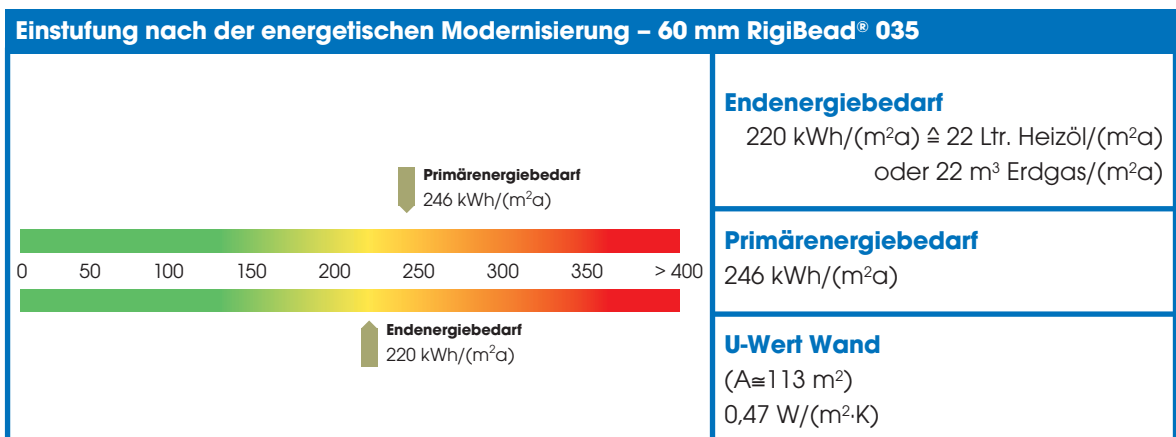 Einstufung nach der energetischen Modernisierung – 60 mm RigiBead® 035
Primärenergiebedarf
246 kWh/(m²a)
0 50 100 150 200 250 300 350 > 400
Endenergiebedarf
220 kWh/(m²a)
Endenergiebedarf
220 kWh/(m²a) ≙ 22 Ltr. Heizöl/(m²a)
oder 22 m³ Erdgas/(m²a)
Primärenergiebedarf
246 kWh/(m²a)
U-Wert Wand
(A≅113 m²)
0,47 W/(m²·K)